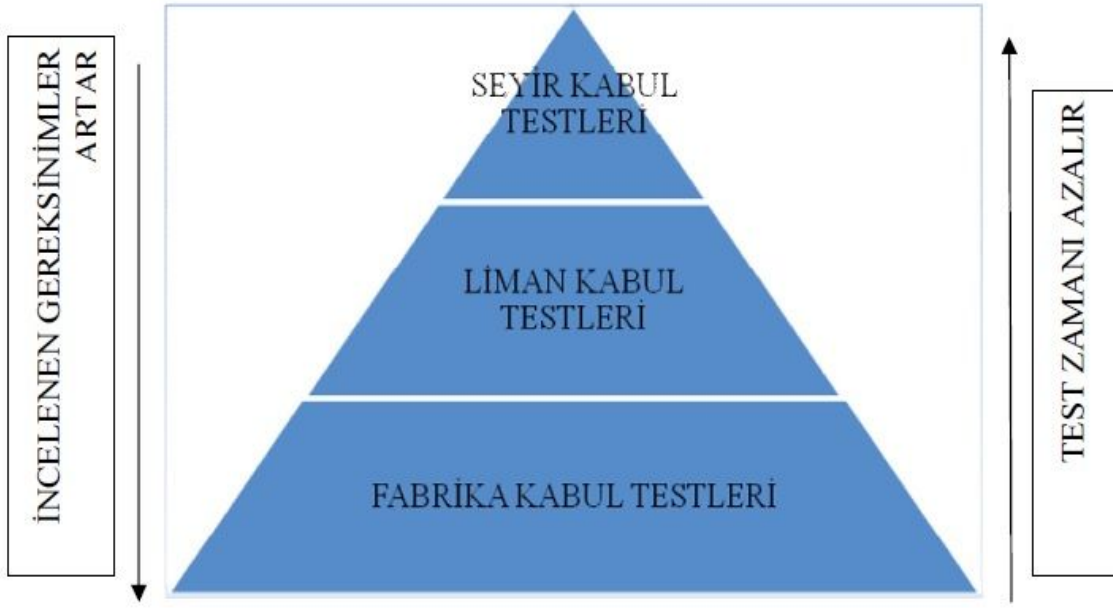 İNCELENEN GEREKSİNİMLER
ARTAR
SEYİR KABUL
TESTLERİ
LİMAN KABUL
TESTLERİ
FABRİKA KABUL TESTLERİ
TEST ZAMANI AZALIR